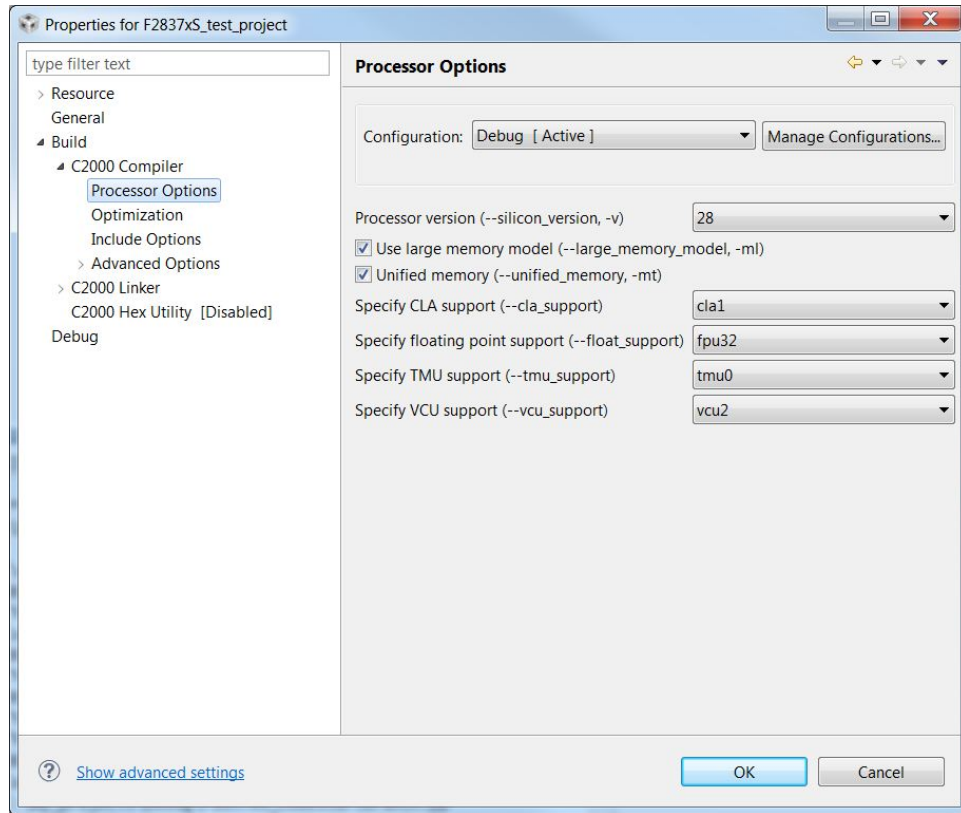 Properties for F2837xS_test_project
type filter text
Resource
General
Build
C2000 Compiler
Processor Options
Optimization
Include Options
Advanced Options
C2000 Linker
C2000 Hex Utility [Disabled]
Debug
Processor Options
Configuration: Debug [ Active ] Manage Configurations...
Processor version (--silicon_version, -v) 28
Use large memory model (--large_memory_model, -ml)
Unified memory (--unified_memory, -mt)
Specify CLA support (--cla_support) cla1
Specify floating point support (--float_support) fpu32
Specify TMU support (--tmu_support) tmu0
Specify VCU support (--vcu_support) vcu2
? Show advanced settings OK Cancel